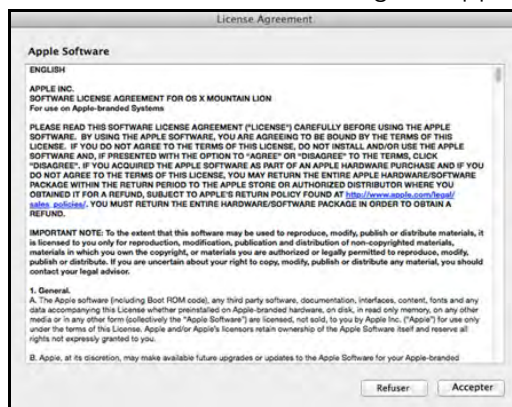 License Agreement
Apple Software
ENGLISH
APPLE INC.
SOFTWARE LICENSE AGREEMENT FOR OS X MOUNTAIN LION
For use on Apple-branded Systems
PLEASE READ THIS SOFTWARE LICENSE AGREEMENT ("LICENSE") CAREFULLY BEFORE USING THE APPLE
SOFTWARE. BY USING THE APPLE SOFTWARE, YOU ARE AGREEING TO BE BOUND BY THE TERMS OF THIS
LICENSE. IF YOU DO NOT AGREE TO THE TERMS OF THIS LICENSE, DO NOT INSTALL AND/OR USE THE APPLE
SOFTWARE AND, IF PRESENTED WITH THE OPTION TO "AGREE" OR "DISAGREE" TO THE TERMS, CLICK
"DISAGREE". IF YOU ACQUIRED THE APPLE SOFTWARE AS PART OF AN APPLE HARDWARE PURCHASE AND IF YOU
DO NOT AGREE TO THE TERMS OF THIS LICENSE, YOU MAY RETURN THE ENTIRE APPLE HARDWARE/SOFTWARE
PACKAGE WITHIN THE RETURN PERIOD TO THE APPLE STORE OR AUTHORIZED DISTRIBUTOR WHERE YOU
OBTAINED IT FOR A REFUND, SUBJECT TO APPLE'S RETURN POLICY FOUND AT http://www.apple.com/legal/
sales_policies/. YOU MUST RETURN THE ENTIRE HARDWARE/SOFTWARE PACKAGE IN ORDER TO OBTAIN A
REFUND.
IMPORTANT NOTE: To the extent that this software may be used to reproduce, modify, publish or distribute materials, it
is licensed to you only for reproduction, modification, publication and distribution of non-copyrighted materials,
materials in which you own the copyright, or materials you are authorized or legally permitted to reproduce, modify,
publish or distribute. If you are uncertain about your right to copy, modify, publish or distribute any material, you should
contact your legal advisor.
1. General.
A. The Apple software (including Boot ROM code), any third party software, documentation, interfaces, content, fonts and any
data accompanying this License whether preinstalled on Apple-branded hardware, on disk, in read only memory, on any other
media or in any other form (collectively the "Apple Software") are licensed, not sold, to you by Apple Inc. ("Apple") for use only
under the terms of this License. Apple and/or Apple's licensors retain ownership of the Apple Software itself and reserve all
rights not expressly granted to you.
B. Apple, at its discretion, may make available future upgrades or updates to the Apple Software for your Apple-branded
Refuser Accepter